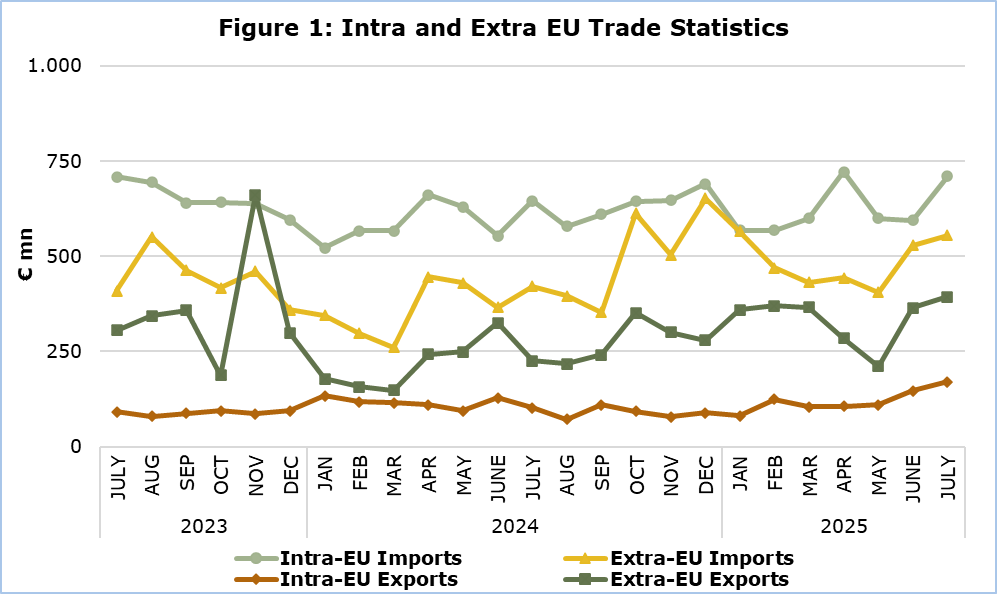 Figure 1: Intra and Extra EU Trade Statistics
1.000
750
500
250
0
€ mn
JULY
AUG
SEP
OCT
NOV
DEC
JAN
FEB
MAR
APR
MAY
JUNE
JULY
AUG
SEP
OCT
NOV
DEC
JAN
FEB
MAR
APR
MAY
JUNE
JULY
2023
2024
2025
Intra-EU Imports
Extra-EU Imports
Intra-EU Exports
Extra-EU Exports